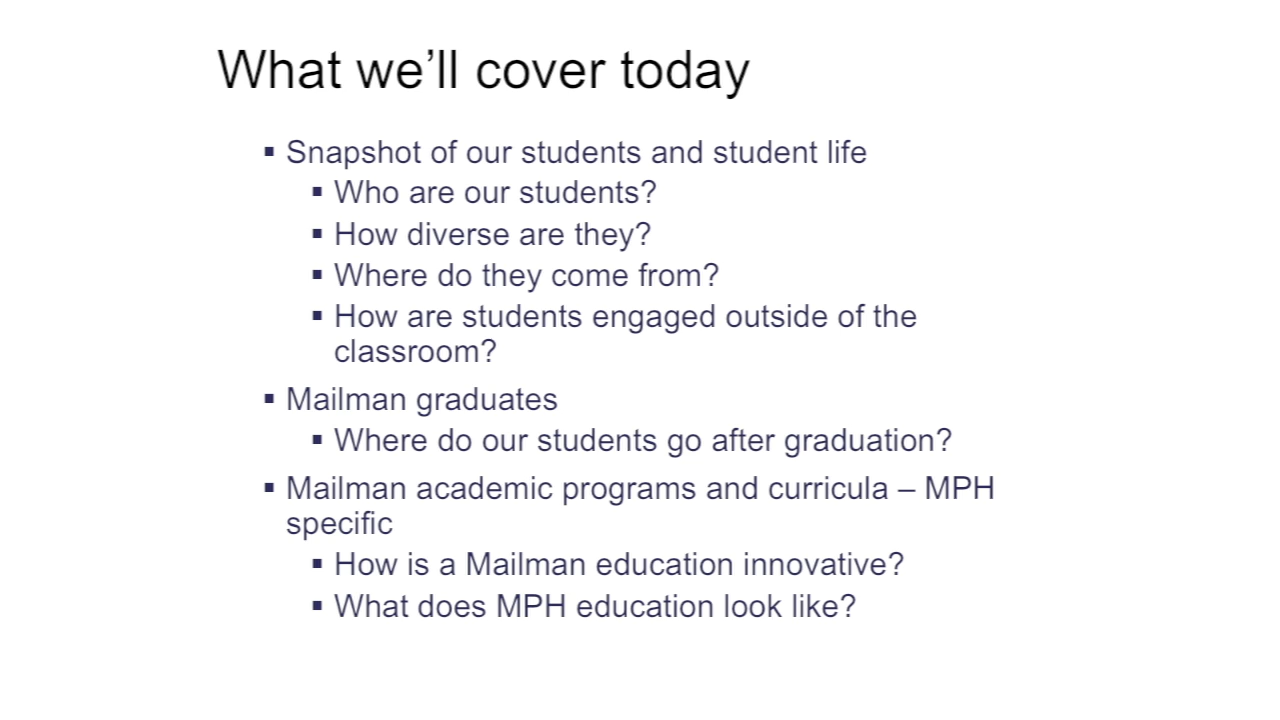 What we’ll cover today
▪ Snapshot of our students and student life
▪ Who are our students?
▪ How diverse are they?
▪ Where do they come from?
▪ How are students engaged outside of the
classroom?
▪ Mailman graduates
▪ Where do our students go after graduation?
▪ Mailman academic programs and curricula – MPH
specific
▪ How is a Mailman education innovative?
▪ What does MPH education look like?